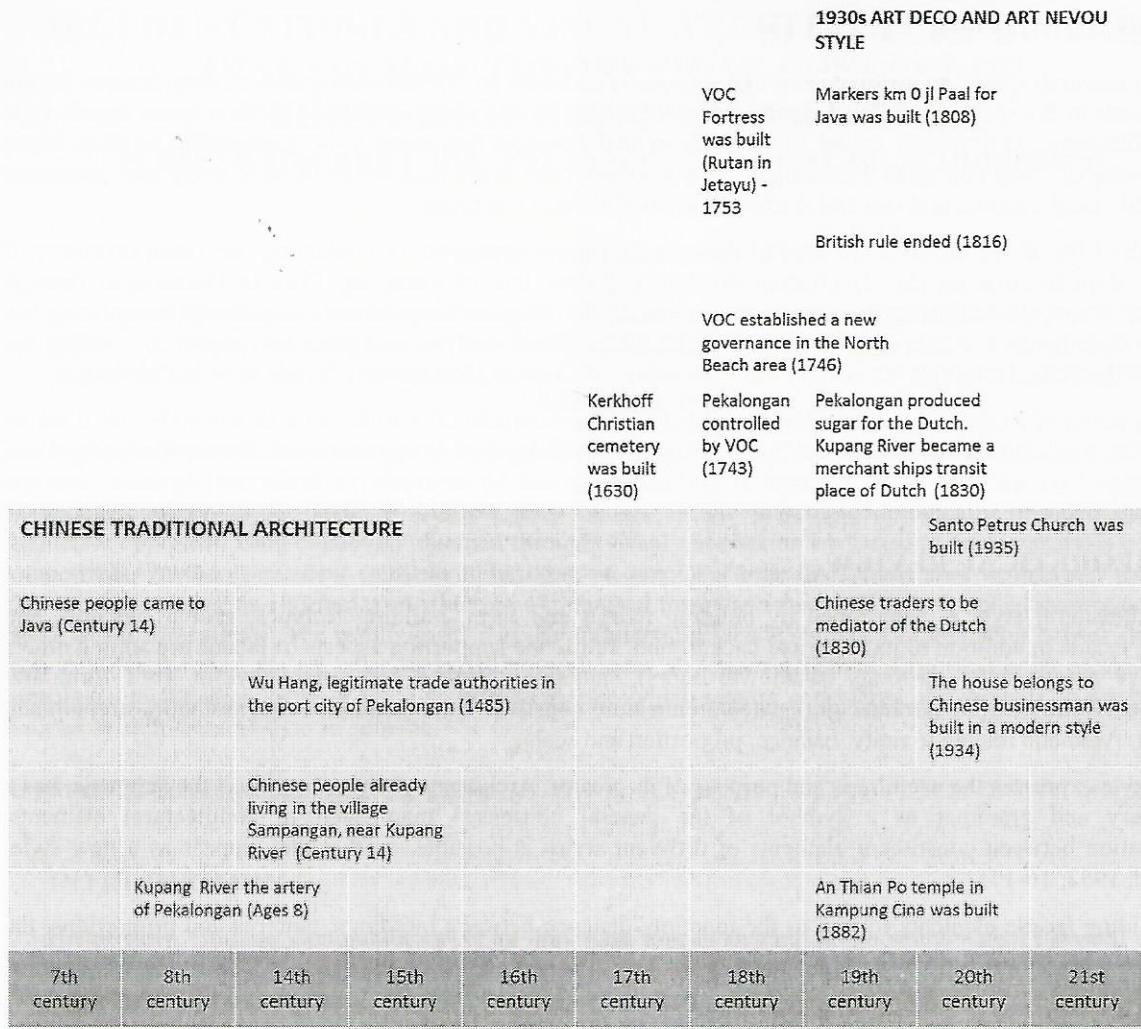 1930s ART DECO AND ART NEVOU
STYLE
VOC
Fortress
was built
(Rutan in
Jetayu) -
1753
Markers km 0 jl Paal for
Java was built (1808)
British rule ended (1816)
VOC established a new
governance in the North
Beach area (1746)
Kerkhoff
Christian
cemetery
was built
(1630)
Pekalongan
controlled
by VOC
(1743)
Pekalongan produced
sugar for the Dutch.
Kupang River became a
merchant ships transit
place of Dutch (1830)
CHINESE TRADITIONAL ARCHITECTURE
Santo Petrus Church was
built (1935)
Chinese people came to
Java (Century 14)
Chinese traders to be
mediator of the Dutch
(1830)
Wu Hang, legitimate trade authorities in
the port city of Pekalongan (1485)
The house belongs to
Chinese businessman was
built in a modern style
(1934)
Chinese people already
living in the village
Sampangan, near Kupang
River (Century 14)
Kupang River the artery
of Pekalongan (Ages 8)
An Thian Po temple in
Kampung Cina was built
(1882)
7th
century
8th
century
14th
century
15th
century
16th
century
17th
century
18th
century
19th
century
20th
century
21st
century